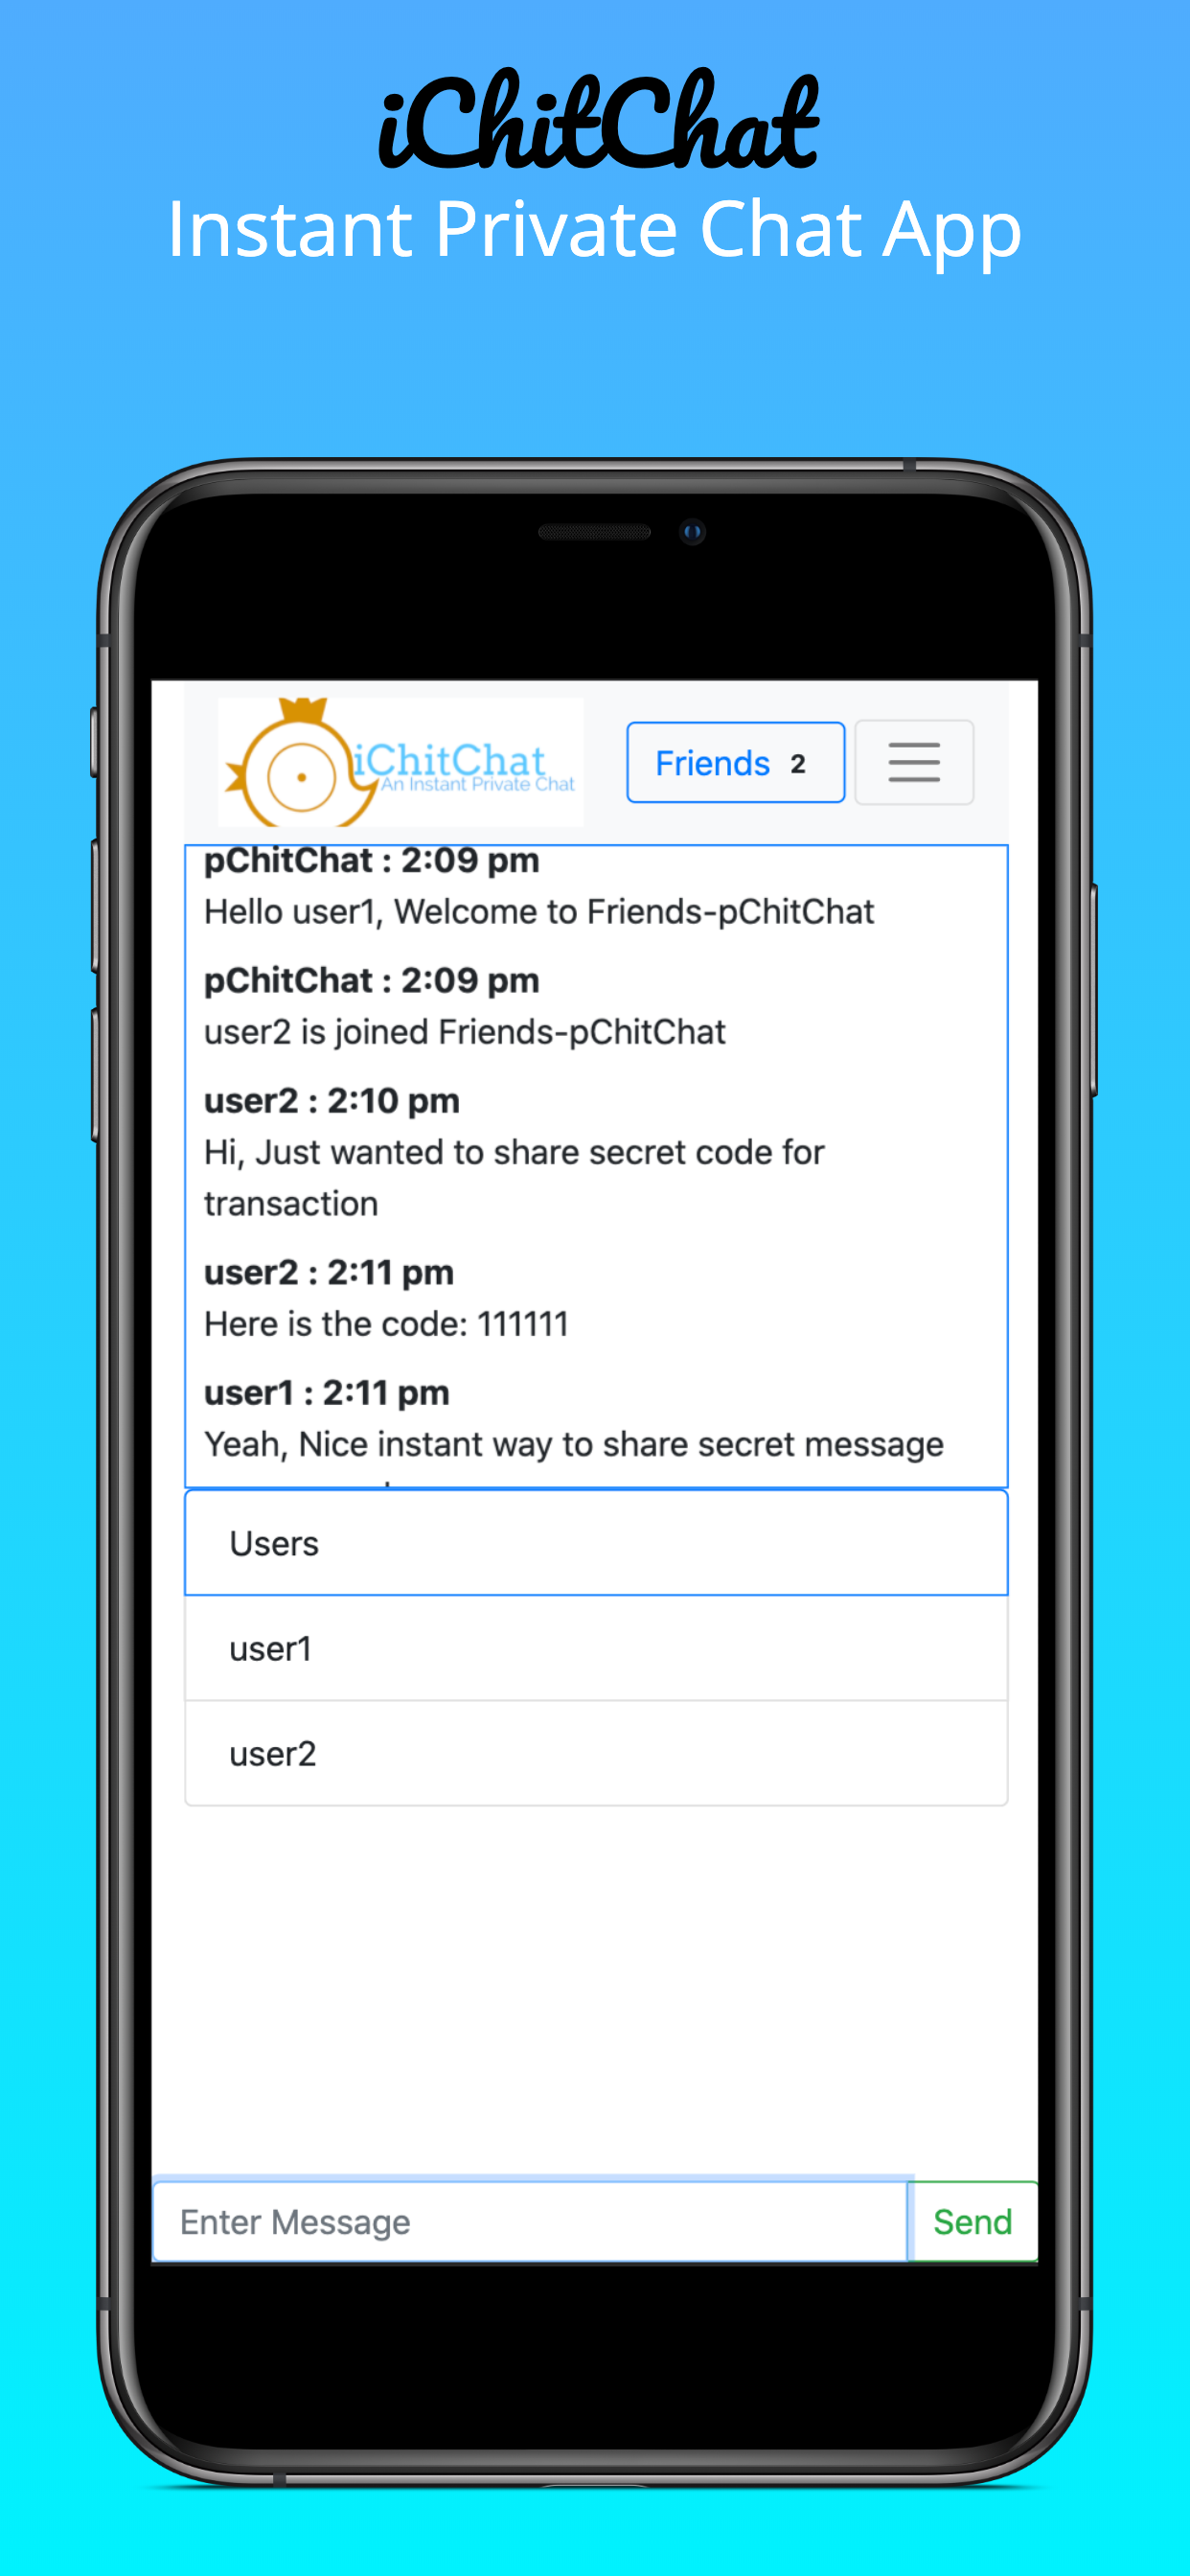 iChitChat
Instant Private Chat App
iChitChat
An Instant Private Chat
Friends 2
pChitChat : 2:09 pm
Hello user1, Welcome to Friends-pChitChat
pChitChat : 2:09 pm
user2 is joined Friends-pChitChat
user2 : 2:10 pm
Hi, Just wanted to share secret code for
transaction
user2 : 2:11 pm
Here is the code: 111111
user1 : 2:11 pm
Yeah, Nice instant way to share secret message
Users
user1
user2
Enter Message
Send